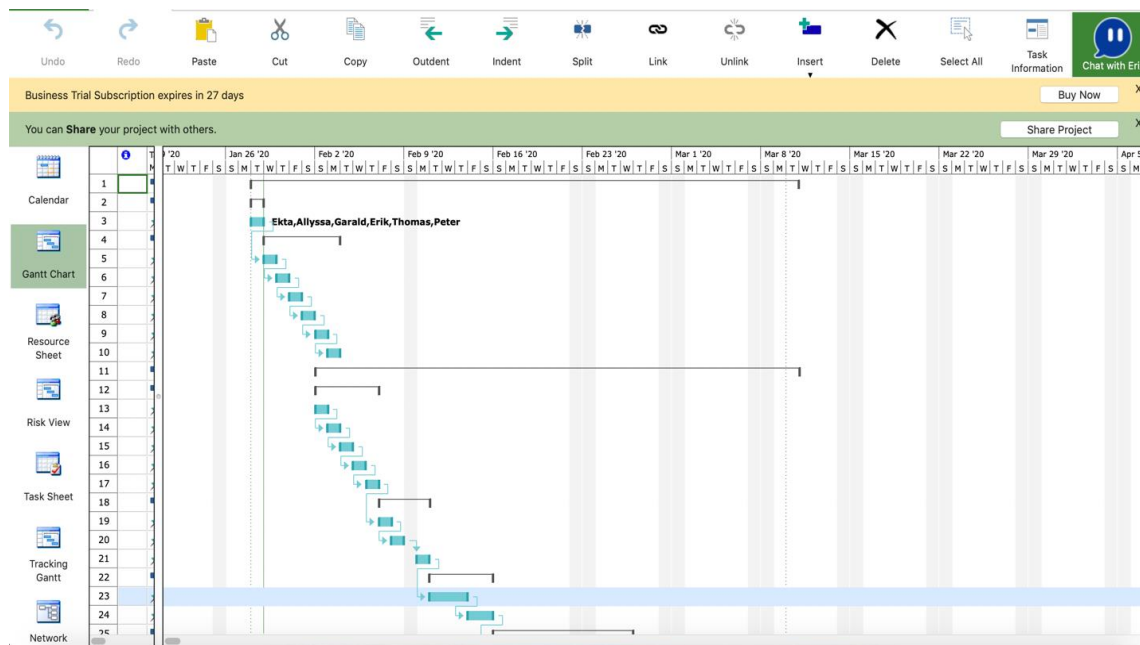 Undo Redo Paste Cut Copy Outdent Indent Split Link Unlink Insert Delete Select All Task Information Chat with Eri
Business Trial Subscription expires in 27 days Buy Now X
You can Share your project with others. Share Project X
'20 Jan 26 '20 Feb 2 '20 Feb 9 '20 Feb 16 '20 Feb 23 '20 Mar 1 '20 Mar 8 '20 Mar 15 '20 Mar 22 '20 Mar 29 '20 Apr 5
T W T F S S M T W T F S S M T W T F S S M T W T F S S M T W T F S S M T W T F S S M T W T F S S M T W T F S S M T W T F S S M T W T F S S M T W T F S S M T W T F S S M
Calendar
Gantt Chart
Resource Sheet
Risk View
Task Sheet
Tracking Gantt
Network
1
2
3 Ekta,Allyssa,Garald,Erik,Thomas,Peter
4
5
6
7
8
9
10
11
12
13
14
15
16
17
18
19
20
21
22
23
24
25